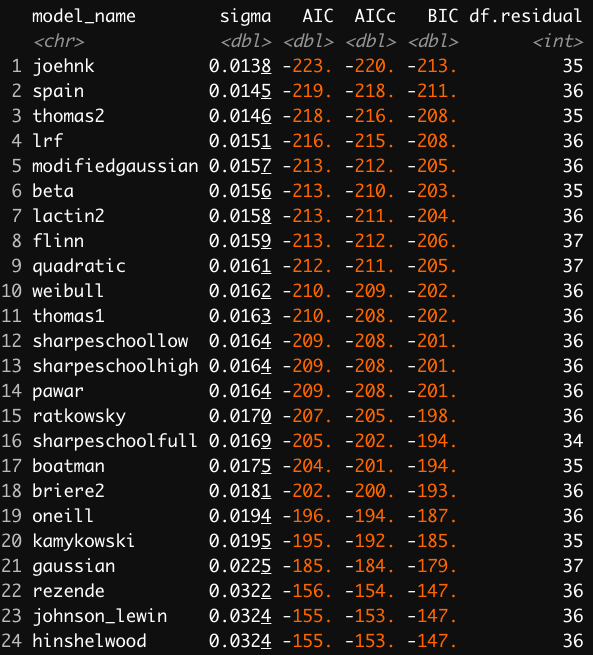 model_name sigma AIC AICc BIC df.residual
<chr> <dbl> <dbl> <dbl> <dbl> <int>
1 joehnk 0.0138 -223. -220. -213. 35
2 spain 0.0145 -219. -218. -211. 36
3 thomas2 0.0146 -218. -216. -208. 35
4 lrf 0.0151 -216. -215. -208. 36
5 modifiedgaussian 0.0157 -213. -212. -205. 36
6 beta 0.0156 -213. -210. -203. 35
7 lactin2 0.0158 -213. -211. -204. 36
8 flinn 0.0159 -213. -212. -206. 37
9 quadratic 0.0161 -212. -211. -205. 37
10 weibull 0.0162 -210. -209. -202. 36
11 thomas1 0.0163 -210. -208. -202. 36
12 sharpeschoollow 0.0164 -209. -208. -201. 36
13 sharpeschoolhigh 0.0164 -209. -208. -201. 36
14 pawar 0.0164 -209. -208. -201. 36
15 ratkowsky 0.0170 -207. -205. -198. 36
16 sharpeschoolfull 0.0169 -205. -202. -194. 34
17 boatman 0.0175 -204. -201. -194. 35
18 briere2 0.0181 -202. -200. -193. 36
19 oneill 0.0194 -196. -194. -187. 36
20 kamykowski 0.0195 -195. -192. -185. 35
21 gaussian 0.0225 -185. -184. -179. 37
22 rezende 0.0322 -156. -154. -147. 36
23 johnson_lewin 0.0324 -155. -153. -147. 36
24 hinshelwood 0.0324 -155. -153. -147. 36